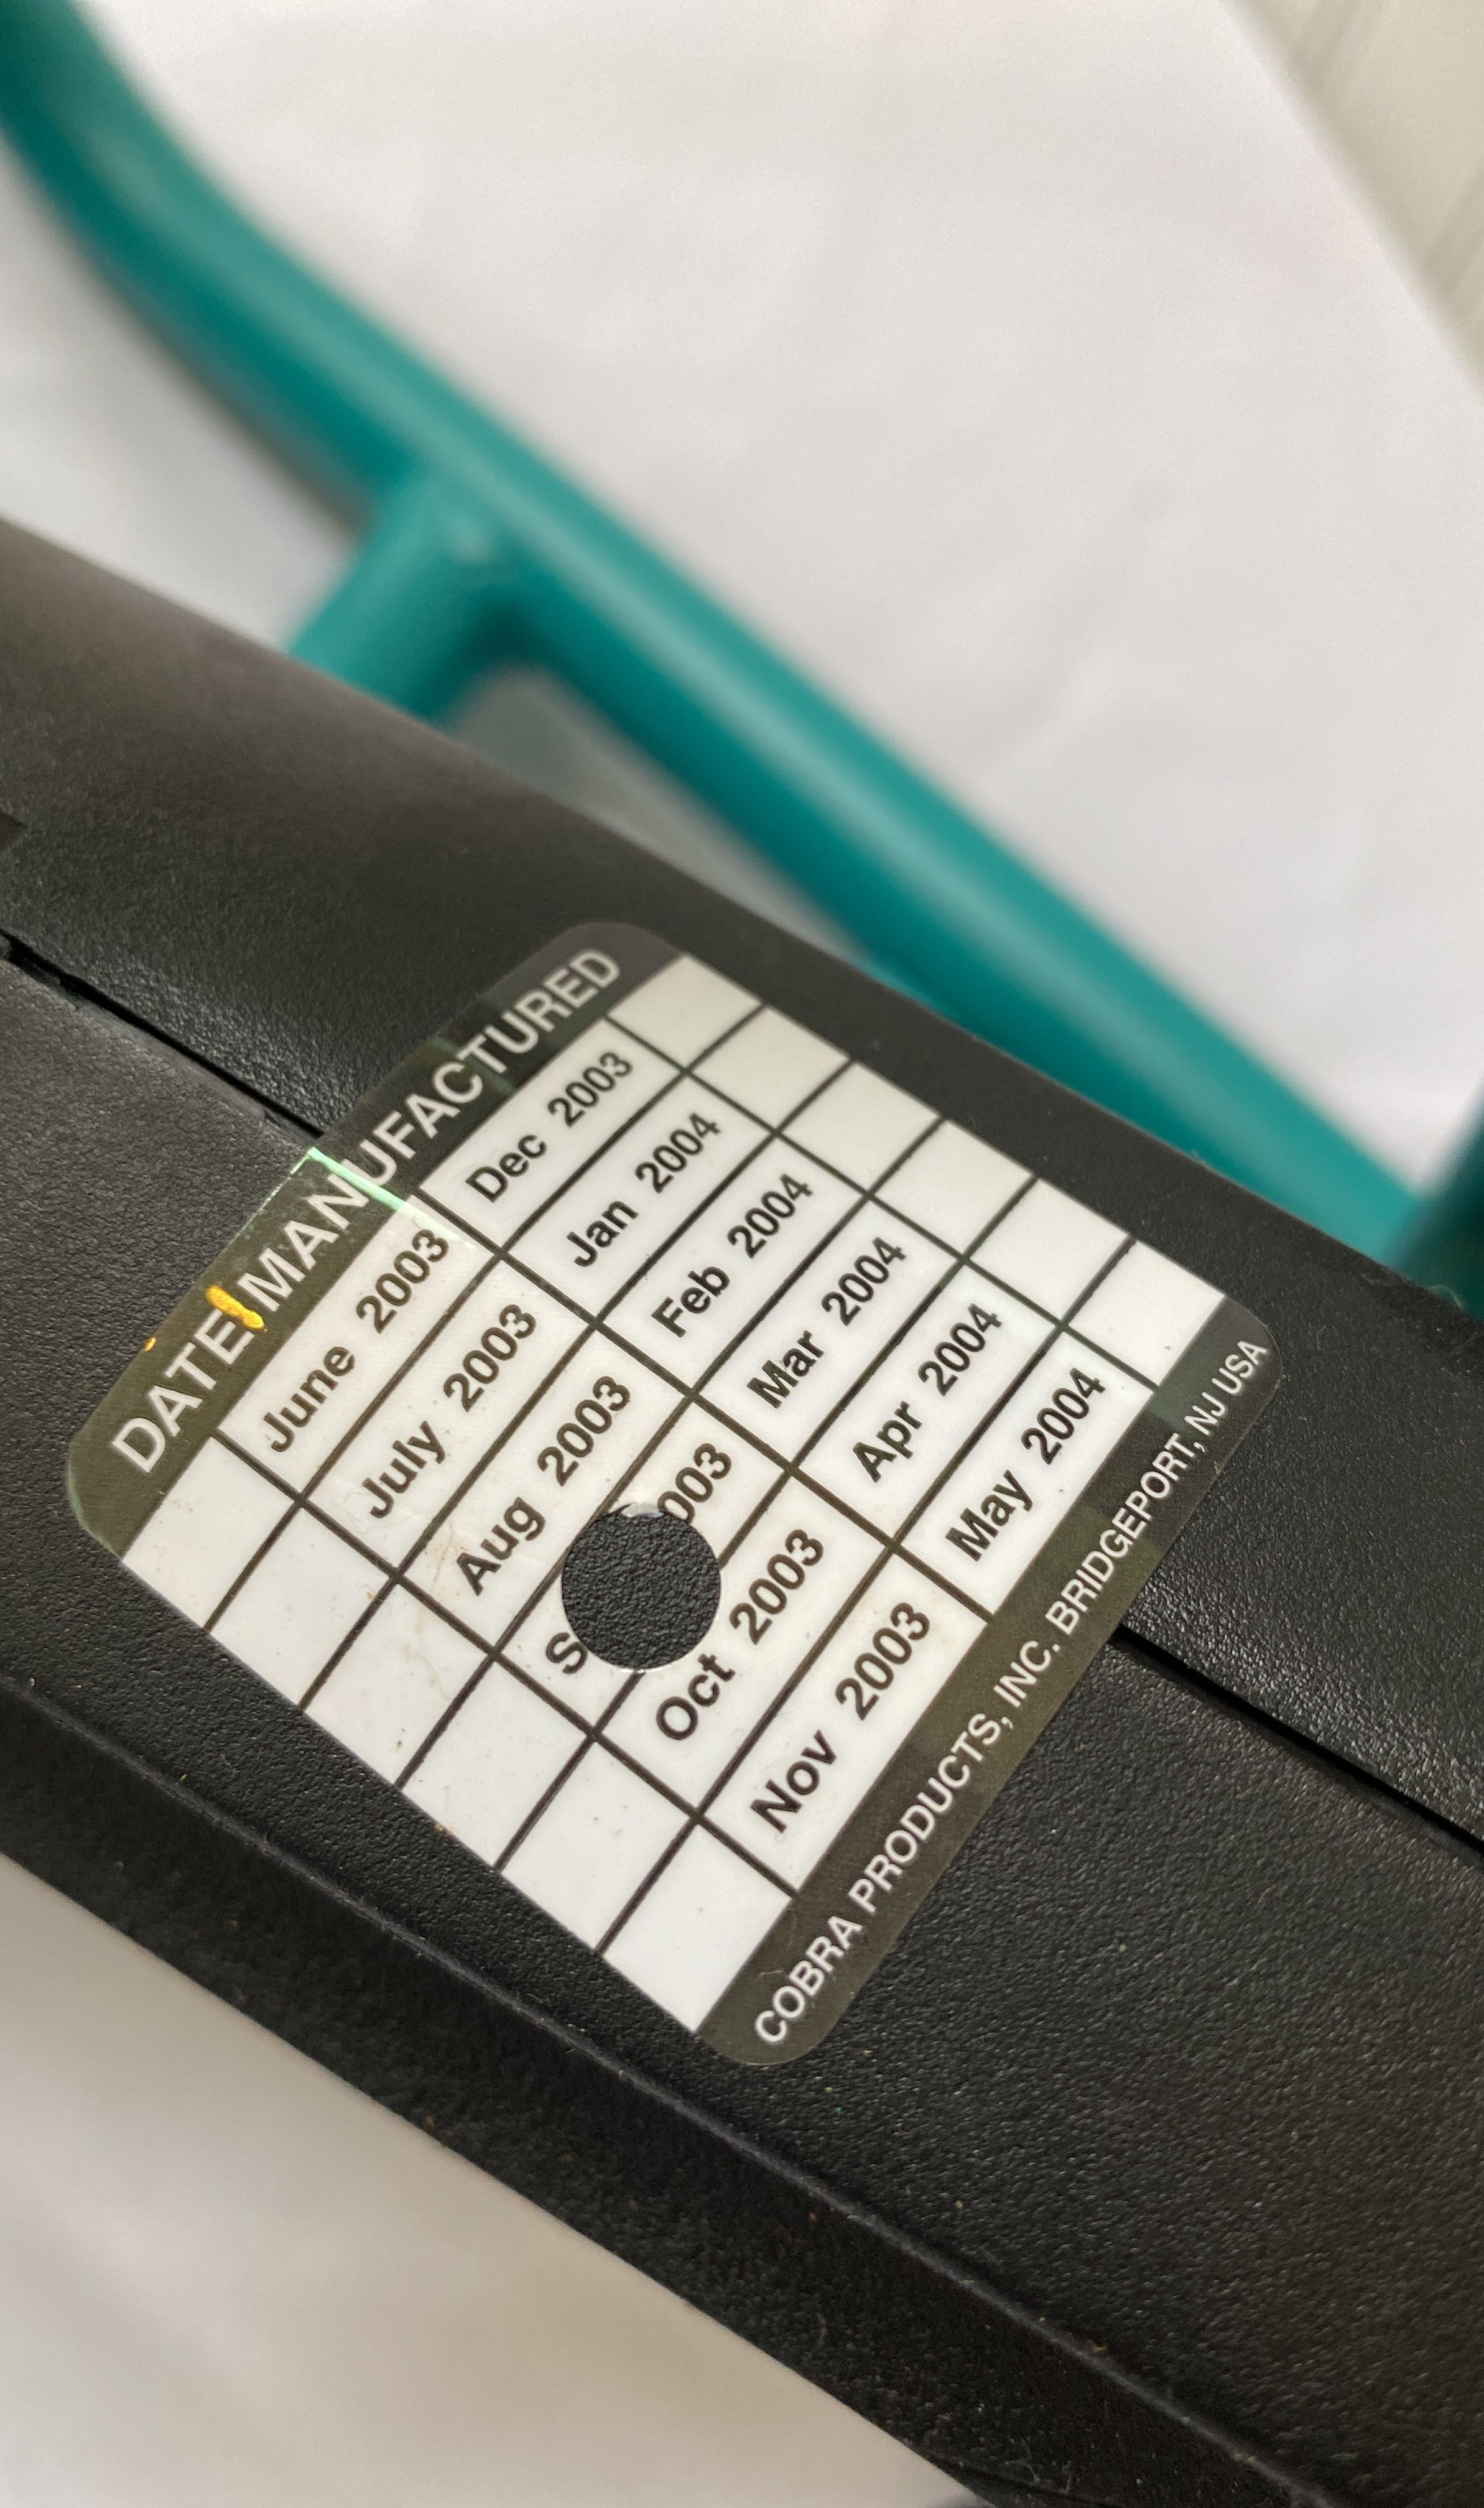 DATE MANUFACTURED
June 2003 Dec 2003
July 2003 Jan 2004
Aug 2003 Feb 2004
S 003 Mar 2004
Oct 2003 Apr 2004
Nov 2003 May 2004
COBRA PRODUCTS, INC. BRIDGEPORT, NJ USA